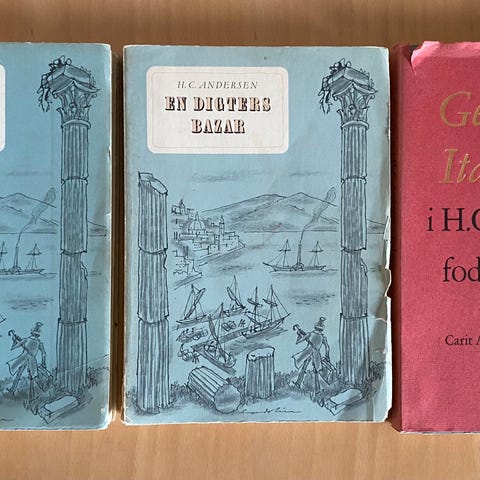 H. C. ANDERSEN
EN DIGTERS
BAZAR
Ge
Ita
i H.C
fod
Carit A